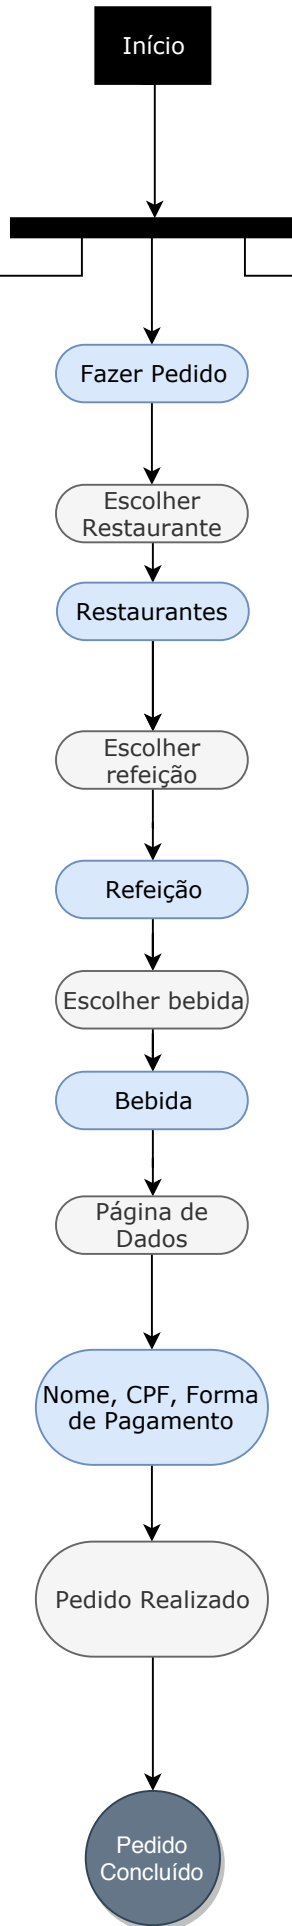 Início
Fazer Pedido
Escolher
Restaurante
Restaurantes
Escolher
refeição
Refeição
Escolher bebida
Bebida
Página de
Dados
Nome, CPF, Forma
de Pagamento
Pedido Realizado
Pedido
Concluído